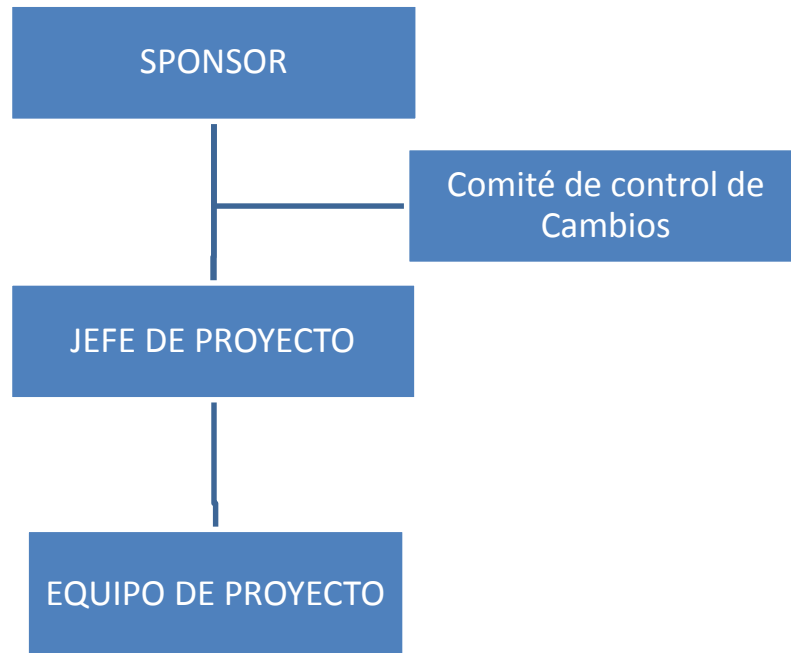 SPONSOR
Comité de control de
Cambios
JEFE DE PROYECTO
EQUIPO DE PROYECTO